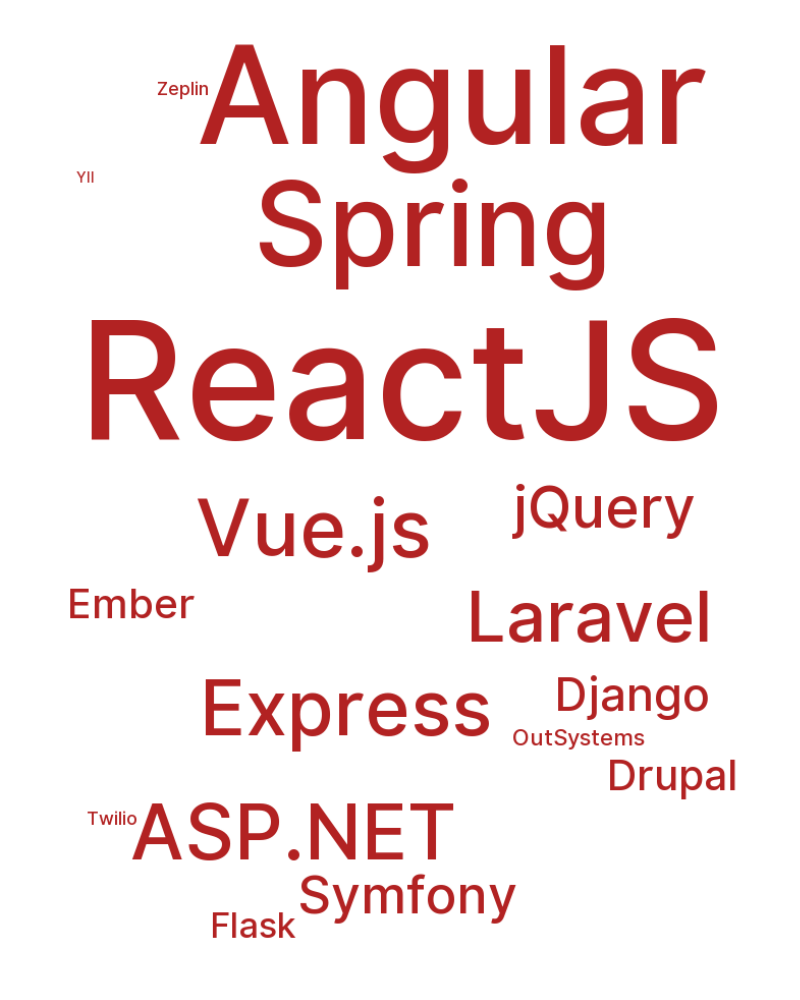 Angular
Zeplin
YII
Spring
ReactJS
jQuery
Vue.js
Ember
Laravel
Express
Django
OutSystems
Drupal
Twilio
ASP.NET
Symfony
Flask